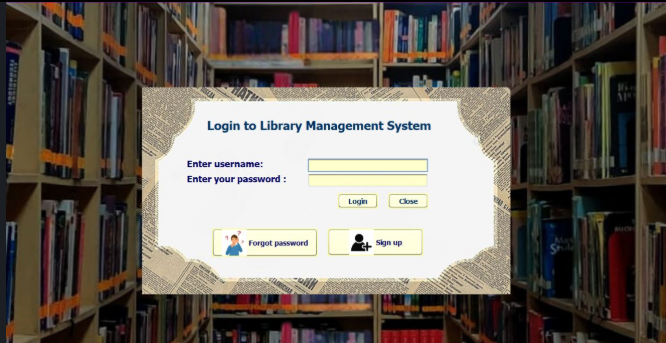 Login to Library Management System
Enter username:
Enter your password :
Login Close
Forgot password Sign up